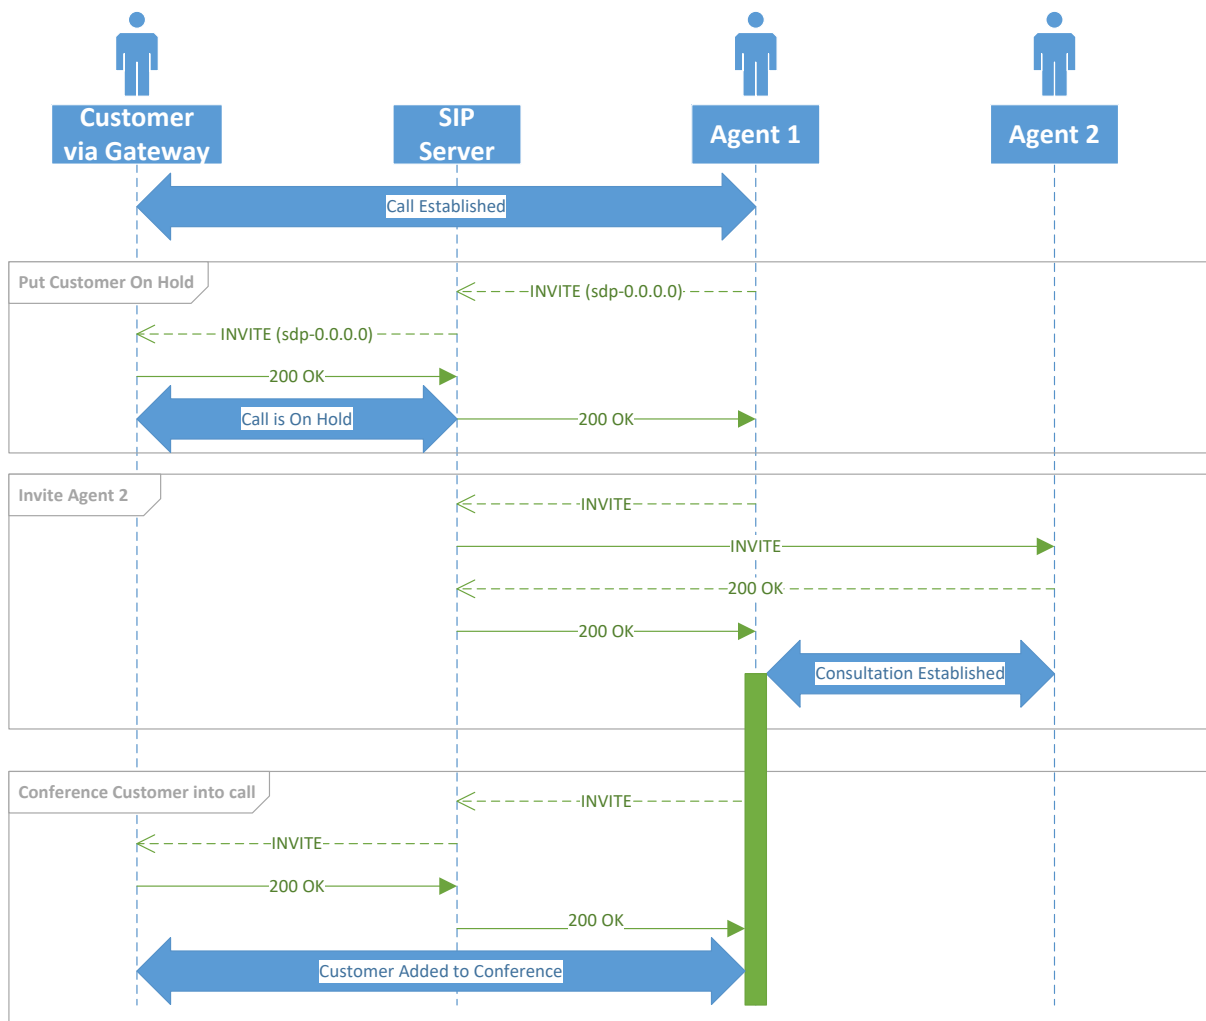 Customer
via Gateway
SIP
Server
Agent 1
Agent 2
Call Established
Put Customer On Hold
INVITE (sdp-0.0.0.0)
INVITE (sdp-0.0.0.0)
200 OK
Call is On Hold
200 OK
Invite Agent 2
INVITE
INVITE
200 OK
200 OK
Consultation Established
Conference Customer into call
INVITE
INVITE
200 OK
200 OK
Customer Added to Conference